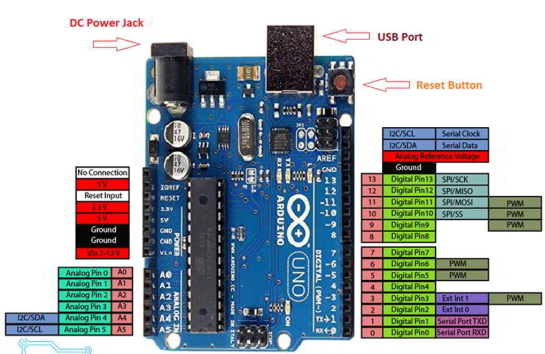 DC Power Jack
USB Port
Reset Button
I2C/SCL Serial Clock
I2C/SDA Serial Data
Analog Reference Voltage
Ground
13 Digital Pin13 SPI/SCK
12 Digital Pin12 SPI/MISO
11 Digital Pin11 SPI/MOSI PWM
10 Digital Pin10 SPI/SS PWM
9 Digital Pin9 PWM
8 Digital Pin8
7 Digital Pin7
6 Digital Pin6 PWM
5 Digital Pin5 PWM
4 Digital Pin4
3 Digital Pin3 Ext Int 1 PWM
2 Digital Pin2 Ext Int 0
1 Digital Pin1 Serial Port TXD
0 Digital Pin0 Serial Port RXD
No Connection
5 V
Reset Input
3.3 V
5 V
Ground
Ground
Vin 7-12 V
Analog Pin 0 A0
Analog Pin 1 A1
Analog Pin 2 A2
Analog Pin 3 A3
I2C/SDA Analog Pin 4 A4
I2C/SCL Analog Pin 5 A5
IOREF
RESET
3.3V
5V
GND
GND
Vin
POWER
A0
A1
A2
A3
A4
A5
ANALOG IN
AREF
GND
13
12
~11
~10
~9
8
7
~6
~5
4
~3
2
TX→1
RX←0
DIGITAL (PWM~)
ARDUINO
UNO
TX
RX
ON